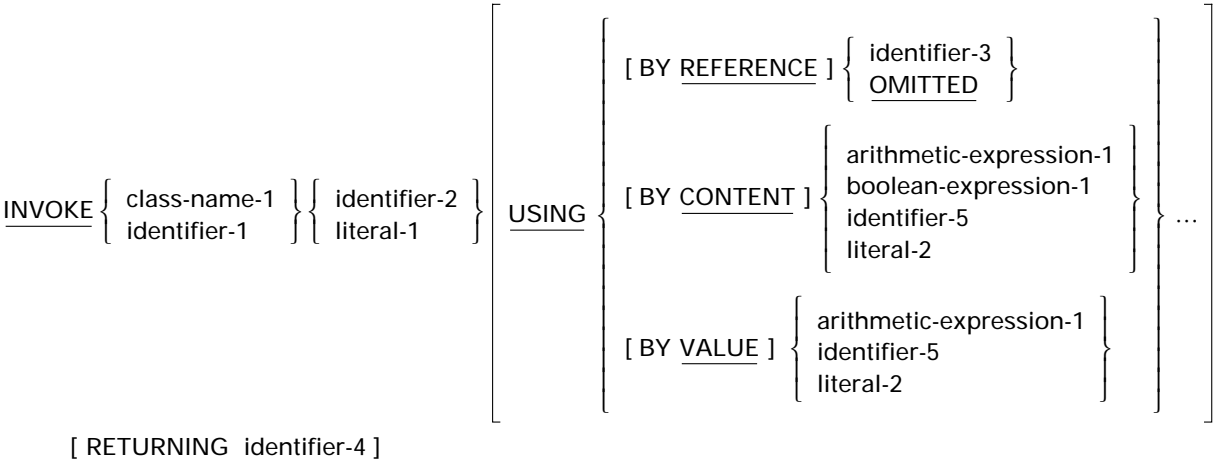 [ BY REFERENCE ] { identifier-3
OMITTED }
INVOKE { class-name-1
identifier-1 } { identifier-2
literal-1 } [ USING {
[ BY CONTENT ] { arithmetic-expression-1
boolean-expression-1
identifier-5
literal-2 } } ... ]
[ BY VALUE ] { arithmetic-expression-1
identifier-5
literal-2 }
[ RETURNING identifier-4 ]